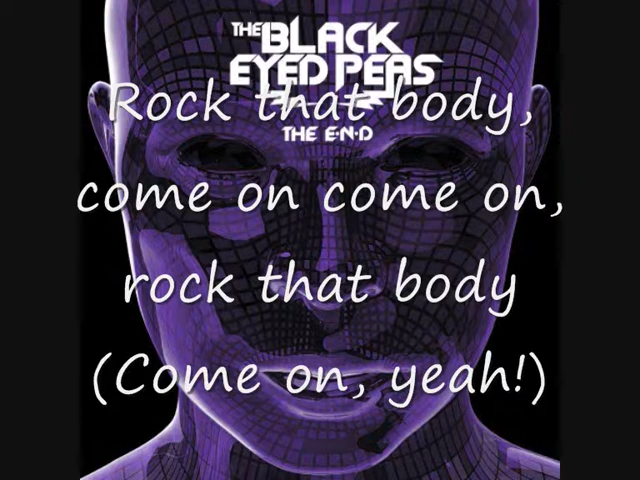 THE BLACK
EYED PEAS
Rock that body,
THE E·N·D
come on come on,
rock that body
(Come on, yeah!)